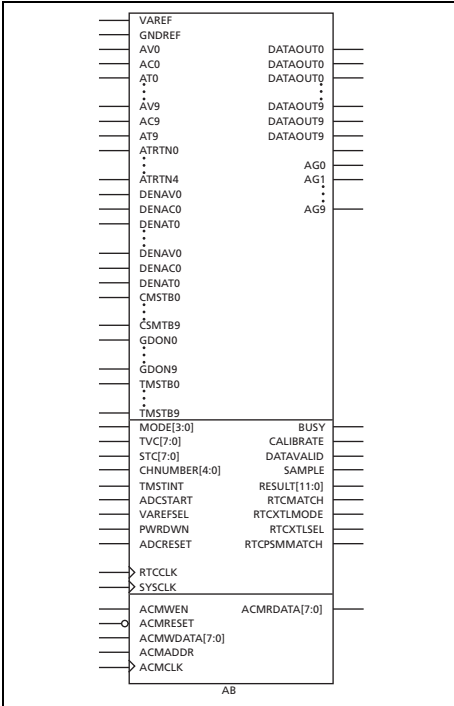 VAREF
GNDREF
AV0 DATAOUT0
AC0 DATAOUT0
AT0 DATAOUT0
AV9 DATAOUT9
AC9 DATAOUT9
AT9 DATAOUT9
ATRTN0
AG0
ATRTN4 AG1
DENAV0
DENAC0 AG9
DENAT0
DENAV0
DENAC0
DENAT0
CMSTB0
CSMTB9
GDON0
GDON9
TMSTB0
TMSTB9
MODE[3:0] BUSY
TVC[7:0] CALIBRATE
STC[7:0] DATAVALID
CHNUMBER[4:0] SAMPLE
TMSTINT RESULT[11:0]
ADCSTART RTCMATCH
VAREFSEL RTCXTLMODE
PWRDWN RTCXTLSEL
ADCRESET RTCPSMMATCH
RTCCLK
SYSCLK
ACMWEN ACMRDATA[7:0]
ACMRESET
ACMWDATA[7:0]
ACMADDR
ACMCLK
AB